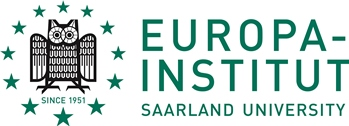 SINCE 1951
EUROPA-
INSTITUT
SAARLAND UNIVERSITY